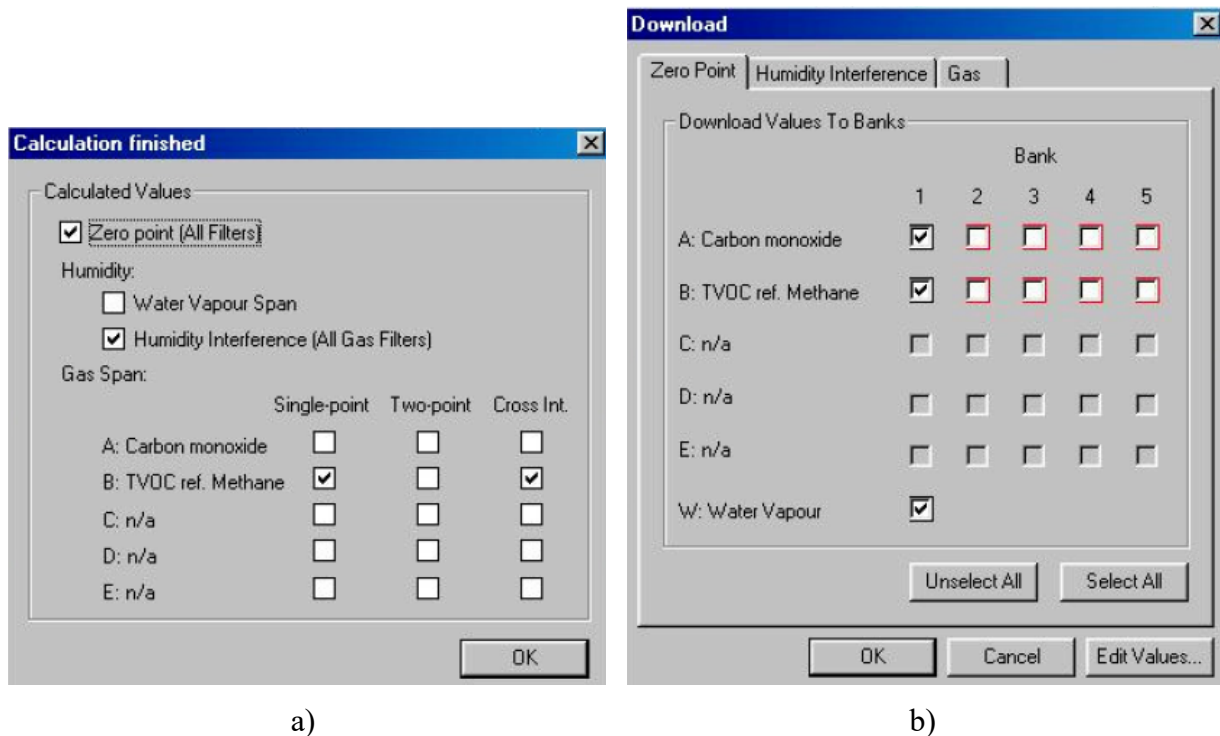 Calculation finished
Calculated Values
Zero point (All Filters)
Humidity:
Water Vapour Span
Humidity Interference (All Gas Filters)
Gas Span:
Single-point Two-point Cross Int.
A: Carbon monoxide
B: TVOC ref. Methane
C: n/a
D: n/a
E: n/a
OK
a)
Download
Zero Point Humidity Interference Gas
Download Values To Banks
Bank
1 2 3 4 5
A: Carbon monoxide
B: TVOC ref. Methane
C: n/a
D: n/a
E: n/a
W: Water Vapour
Unselect All Select All
OK Cancel Edit Values...
b)